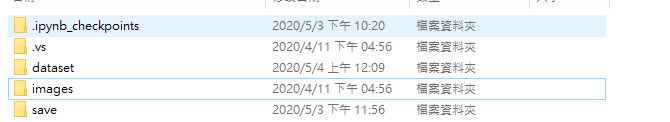 .ipynb_checkpoints 2020/5/3 下午 10:20 檔案資料夾
.vs 2020/4/11 下午 04:56 檔案資料夾
dataset 2020/5/4 上午 12:09 檔案資料夾
images 2020/4/11 下午 04:56 檔案資料夾
save 2020/5/3 下午 11:56 檔案資料夾